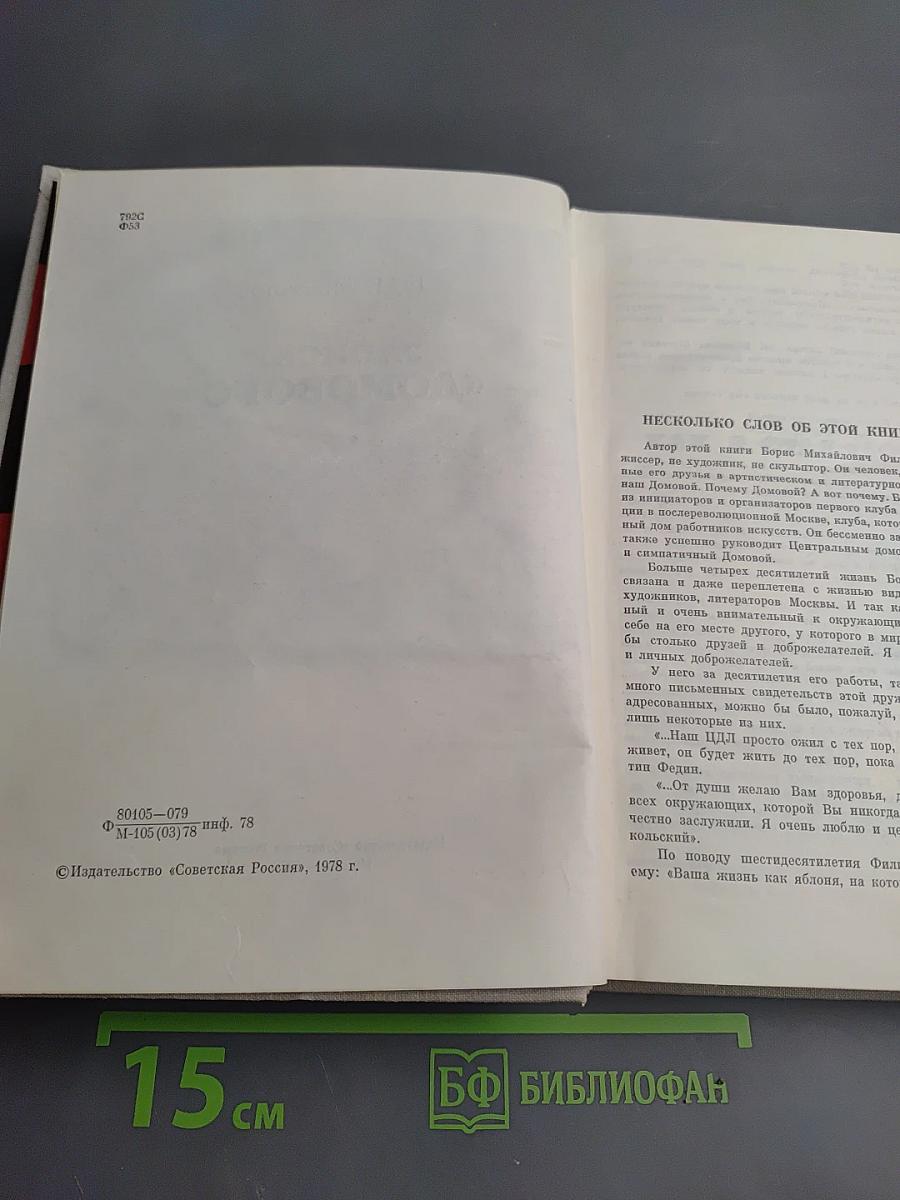 792С
Ф53
80105—079
Ф М-105(03)78 инф. 78
©Издательство «Советская Россия», 1978 г.
НЕСКОЛЬКО СЛОВ ОБ ЭТОЙ КНИ
Автор этой книги Борис Михайлович Фил
жиссер, не художник, не скульптор. Он человек,
ные его друзья в артистическом и литературно
наш Домовой. Почему Домовой? А вот почему. Б
из инициаторов и организаторов первого клуба
ции в послереволюционной Москве, клуба, кото
ный дом работников искусств. Он бессменно за
также успешно руководит Центральным домо
и симпатичный Домовой.
Больше четырех десятилетий жизнь Бо
связана и даже переплетена с жизнью вид
художников, литераторов Москвы. И так ка
ный и очень внимательный к окружающи
себе на его месте другого, у которого в мир
бы столько друзей и доброжелателей. Я
и личных доброжелателей.
У него за десятилетия его работы, та
много письменных свидетельств этой друж
адресованных, можно бы было, пожалуй,
лишь некоторые из них.
«...Наш ЦДЛ просто ожил с тех пор,
живет, он будет жить до тех пор, пока
тин Федин.
«...От души желаю Вам здоровья, д
всех окружающих, которой Вы никогда
честно заслужили. Я очень люблю и це
кольский».
По поводу шестидесятилетия Фили
ему: «Ваша жизнь как яблоня, на кото
15 см
БФ БИБЛИОФАН